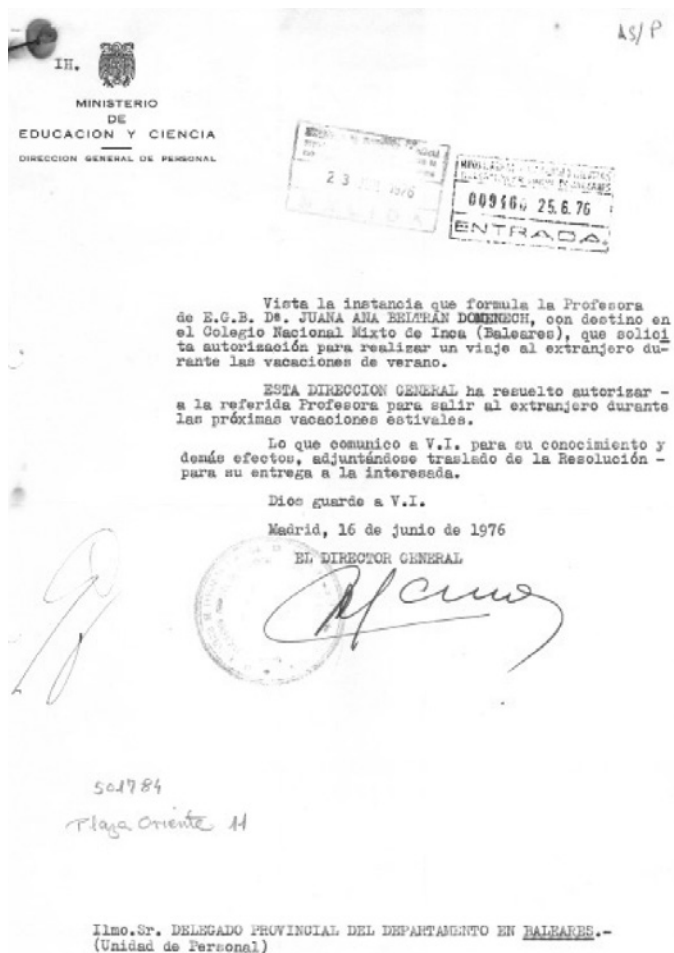 AS/P
IH.
MINISTERIO
DE
EDUCACION Y CIENCIA
DIRECCION GENERAL DE PERSONAL
23 1976
SALIDA
009460 25.6.76
ENTRADA
Vista la instancia que formula la Profesora
de E.G.B. Dª. JUANA ANA BELTRÁN DOMENECH, con destino en
el Colegio Nacional Mixto de Inca (Baleares), que solici
ta autorización para realizar un viaje al extranjero du-
rante las vacaciones de verano.
ESTA DIRECCION GENERAL ha resuelto autorizar -
a la referida Profesora para salir al extranjero durante
las próximas vacaciones estivales.
Lo que comunico a V.I. para su conocimiento y
demás efectos, adjuntándose traslado de la Resolución -
para su entrega a la interesada.
Dios guarde a V.I.
Madrid, 16 de junio de 1976
EL DIRECTOR GENERAL
501784
Plaza Oriente 11
Ilmo.Sr. DELEGADO PROVINCIAL DEL DEPARTAMENTO EN BALEARES.-
(Unidad de Personal)